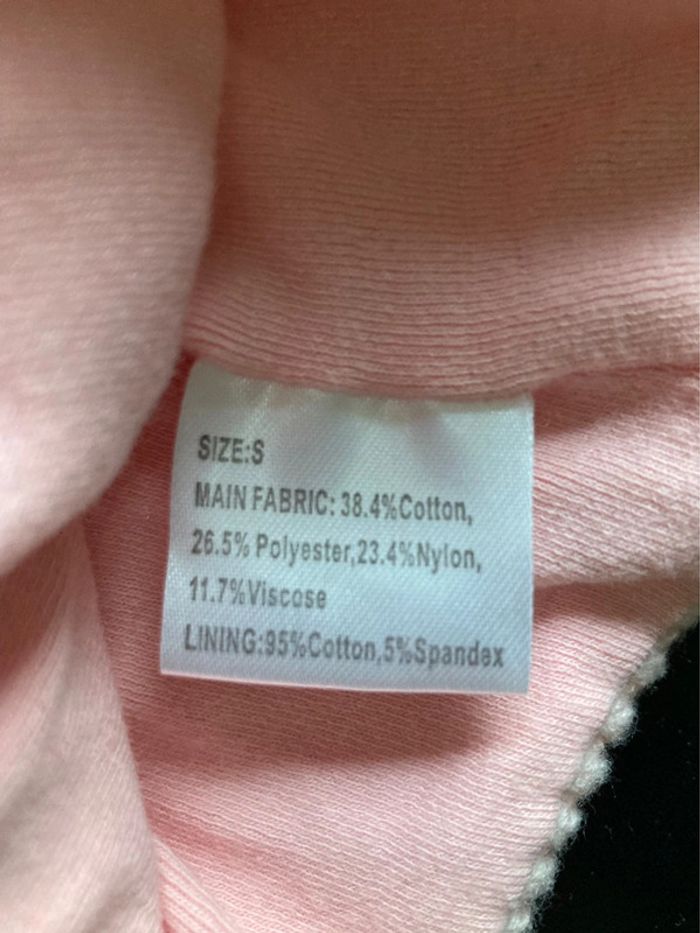 SIZE:S
MAIN FABRIC: 38.4%Cotton,
26.5% Polyester,23.4%Nylon,
11.7%Viscose
LINING:95%Cotton,5%Spandex